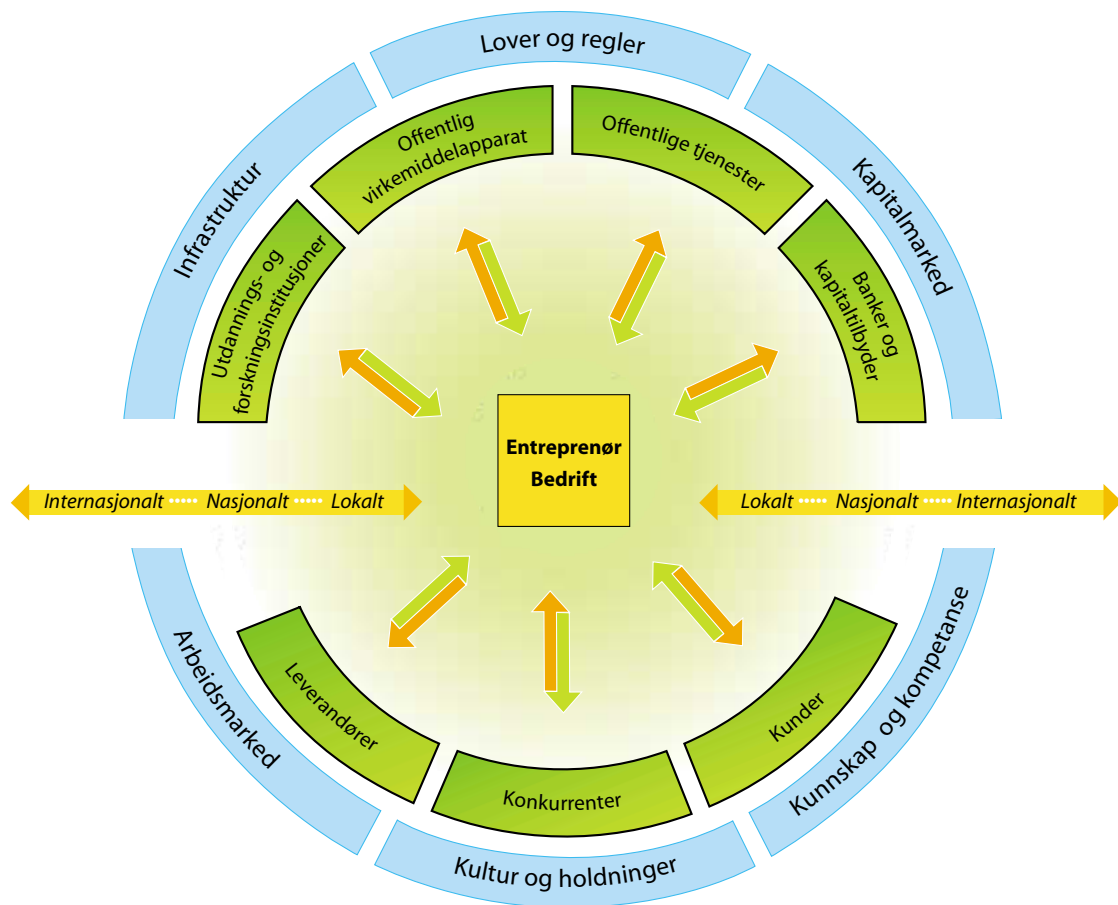 Lover og regler
Infrastruktur
Kapitalmarked
Offentlig
virkemiddelapparat
Offentlige tjenester
Utdannings- og
forskningsinstitusjoner
Banker og
kapitaltilbyder
Entreprenør
Bedrift
Internasjonalt ····· Nasjonalt ····· Lokalt
Lokalt ····· Nasjonalt ····· Internasjonalt
Leverandører
Konkurrenter
Kunder
Arbeidsmarked
Kultur og holdninger
Kunnskap og kompetanse